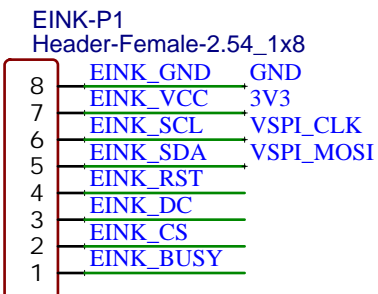 EINK-P1
Header-Female-2.54_1x8
8 EINK_GND GND
7 EINK_VCC 3V3
6 EINK_SCL VSPI_CLK
5 EINK_SDA VSPI_MOSI
4 EINK_RST
3 EINK_DC
2 EINK_CS
1 EINK_BUSY